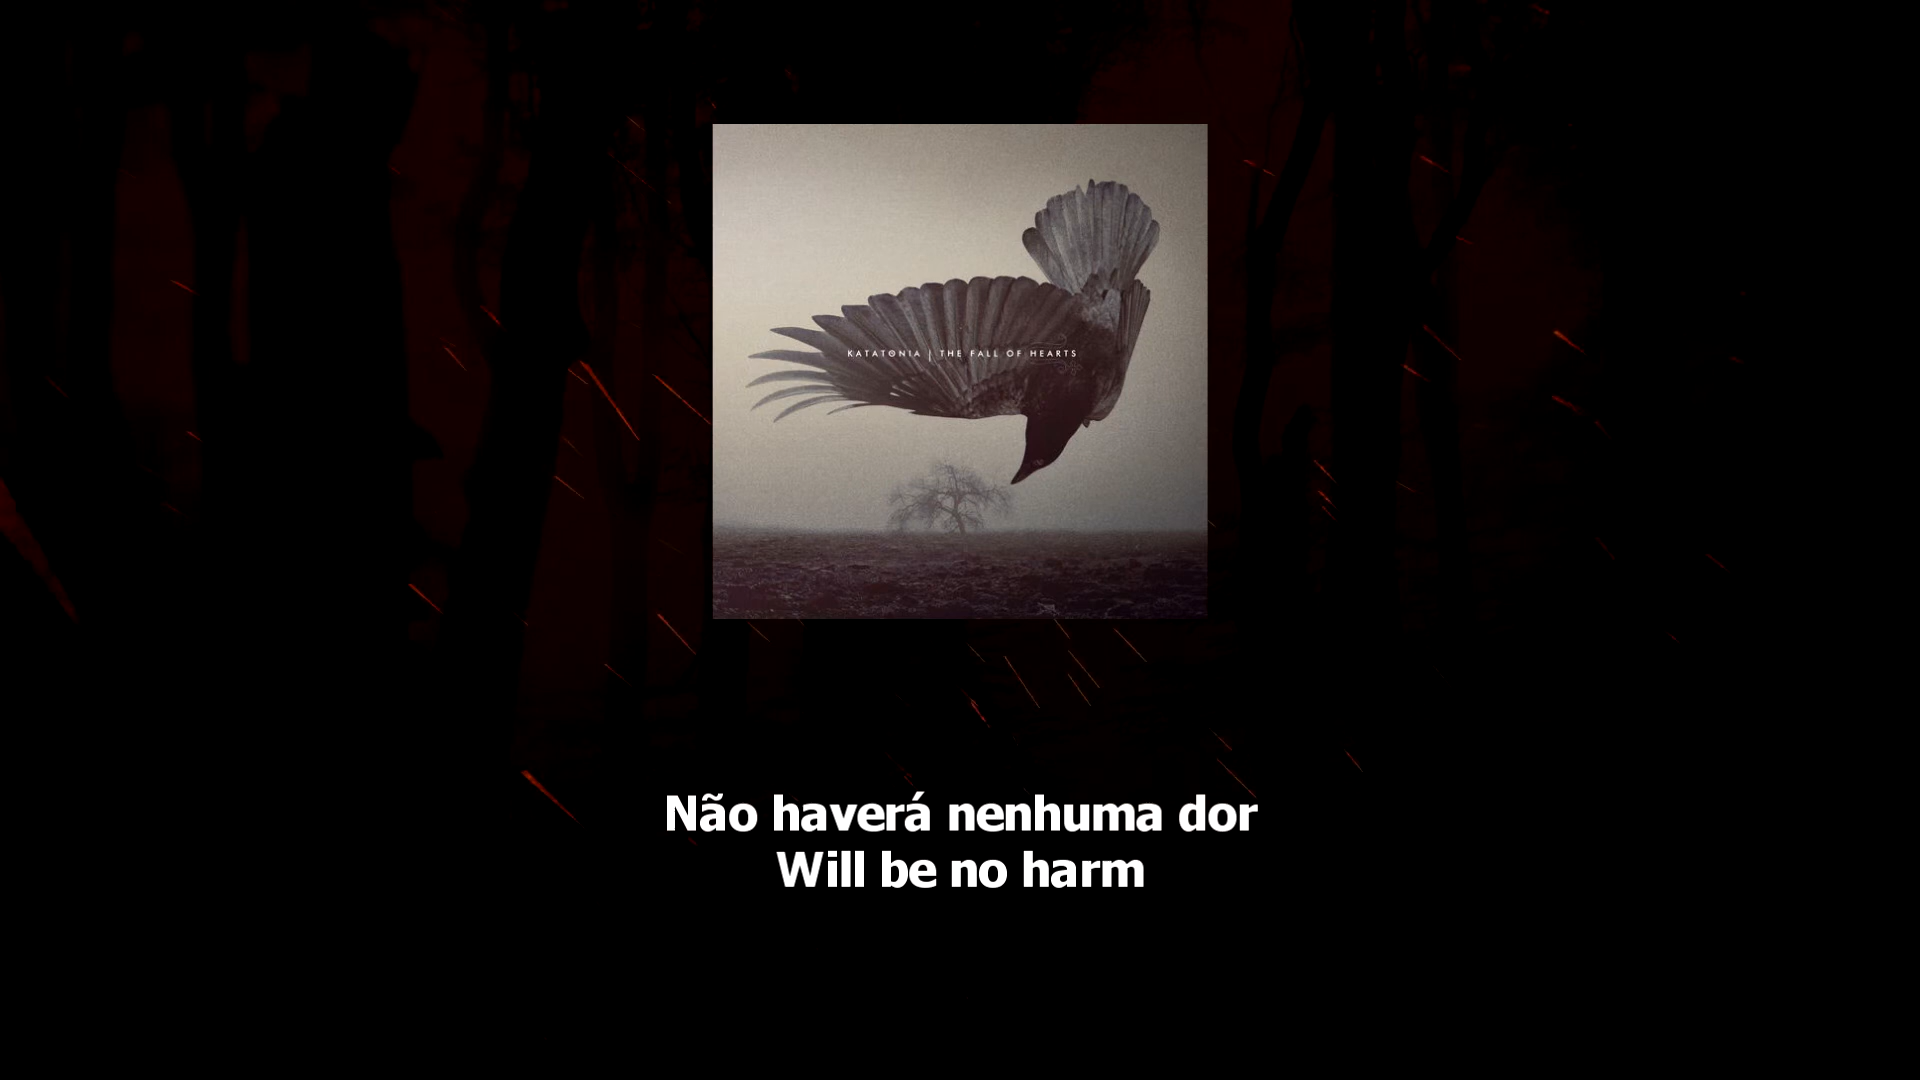 KATATONIA | THE FALL OF HEARTS
Não haverá nenhuma dor
Will be no harm